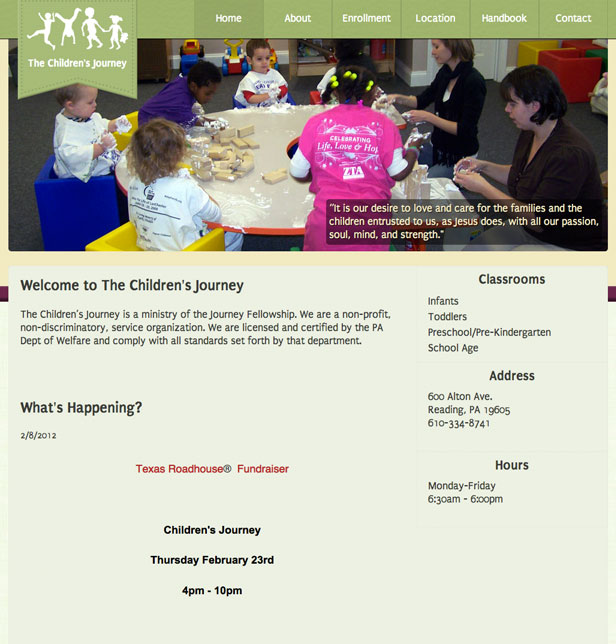 The Children's Journey
Home
About
Enrollment
Location
Handbook
Contact
CELEBRATING
Life, Love & Hop
ZTA
"It is our desire to love and care for the families and the
children entrusted to us, as Jesus does, with all our passion,
soul, mind, and strength."
Welcome to The Children's Journey
The Children's Journey is a ministry of the Journey Fellowship. We are a non-profit,
non-discriminatory, service organization. We are licensed and certified by the PA
Dept of Welfare and comply with all standards set forth by that department.
What's Happening?
2/8/2012
Texas Roadhouse® Fundraiser
Children's Journey
Thursday February 23rd
4pm - 10pm
Classrooms
Infants
Toddlers
Preschool/Pre-Kindergarten
School Age
Address
600 Alton Ave.
Reading, PA 19605
610-334-8741
Hours
Monday-Friday
6:30am - 6:00pm